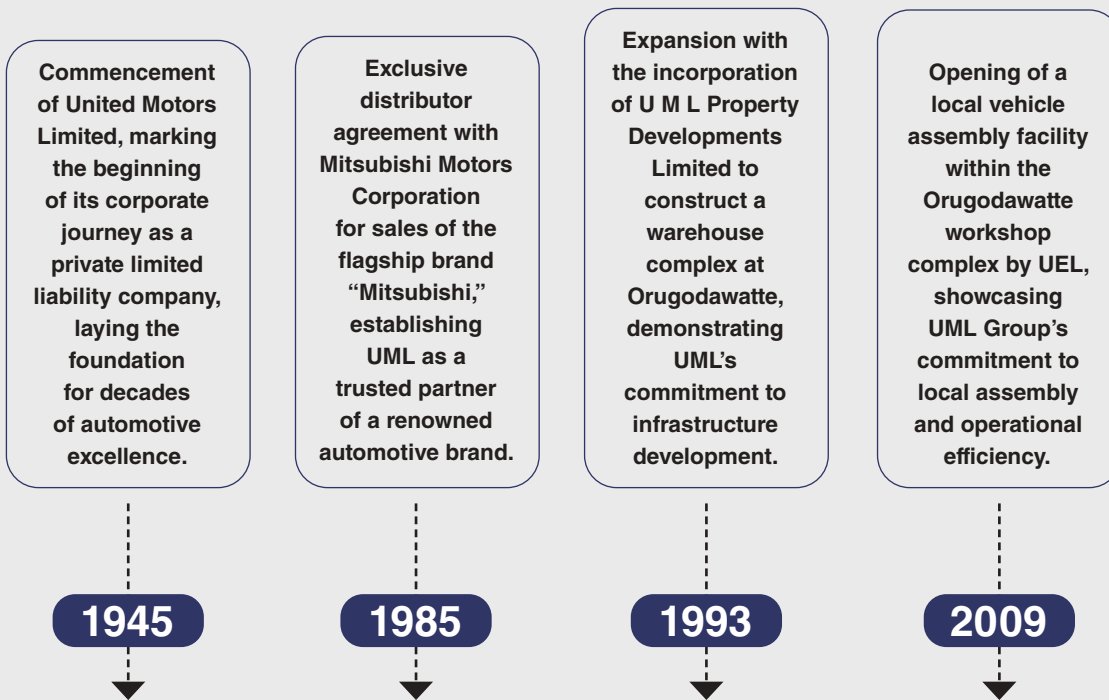 Commencement
of United Motors
Limited, marking
the beginning
of its corporate
journey as a
private limited
liability company,
laying the
foundation
for decades
of automotive
excellence.
1945
Exclusive
distributor
agreement with
Mitsubishi Motors
Corporation
for sales of the
flagship brand
“Mitsubishi,”
establishing
UML as a
trusted partner
of a renowned
automotive brand.
1985
Expansion with
the incorporation
of U M L Property
Developments
Limited to
construct a
warehouse
complex at
Orugodawatte,
demonstrating
UML’s
commitment to
infrastructure
development.
1993
Opening of a
local vehicle
assembly facility
within the
Orugodawatte
workshop
complex by UEL,
showcasing
UML Group’s
commitment to
local assembly
and operational
efficiency.
2009